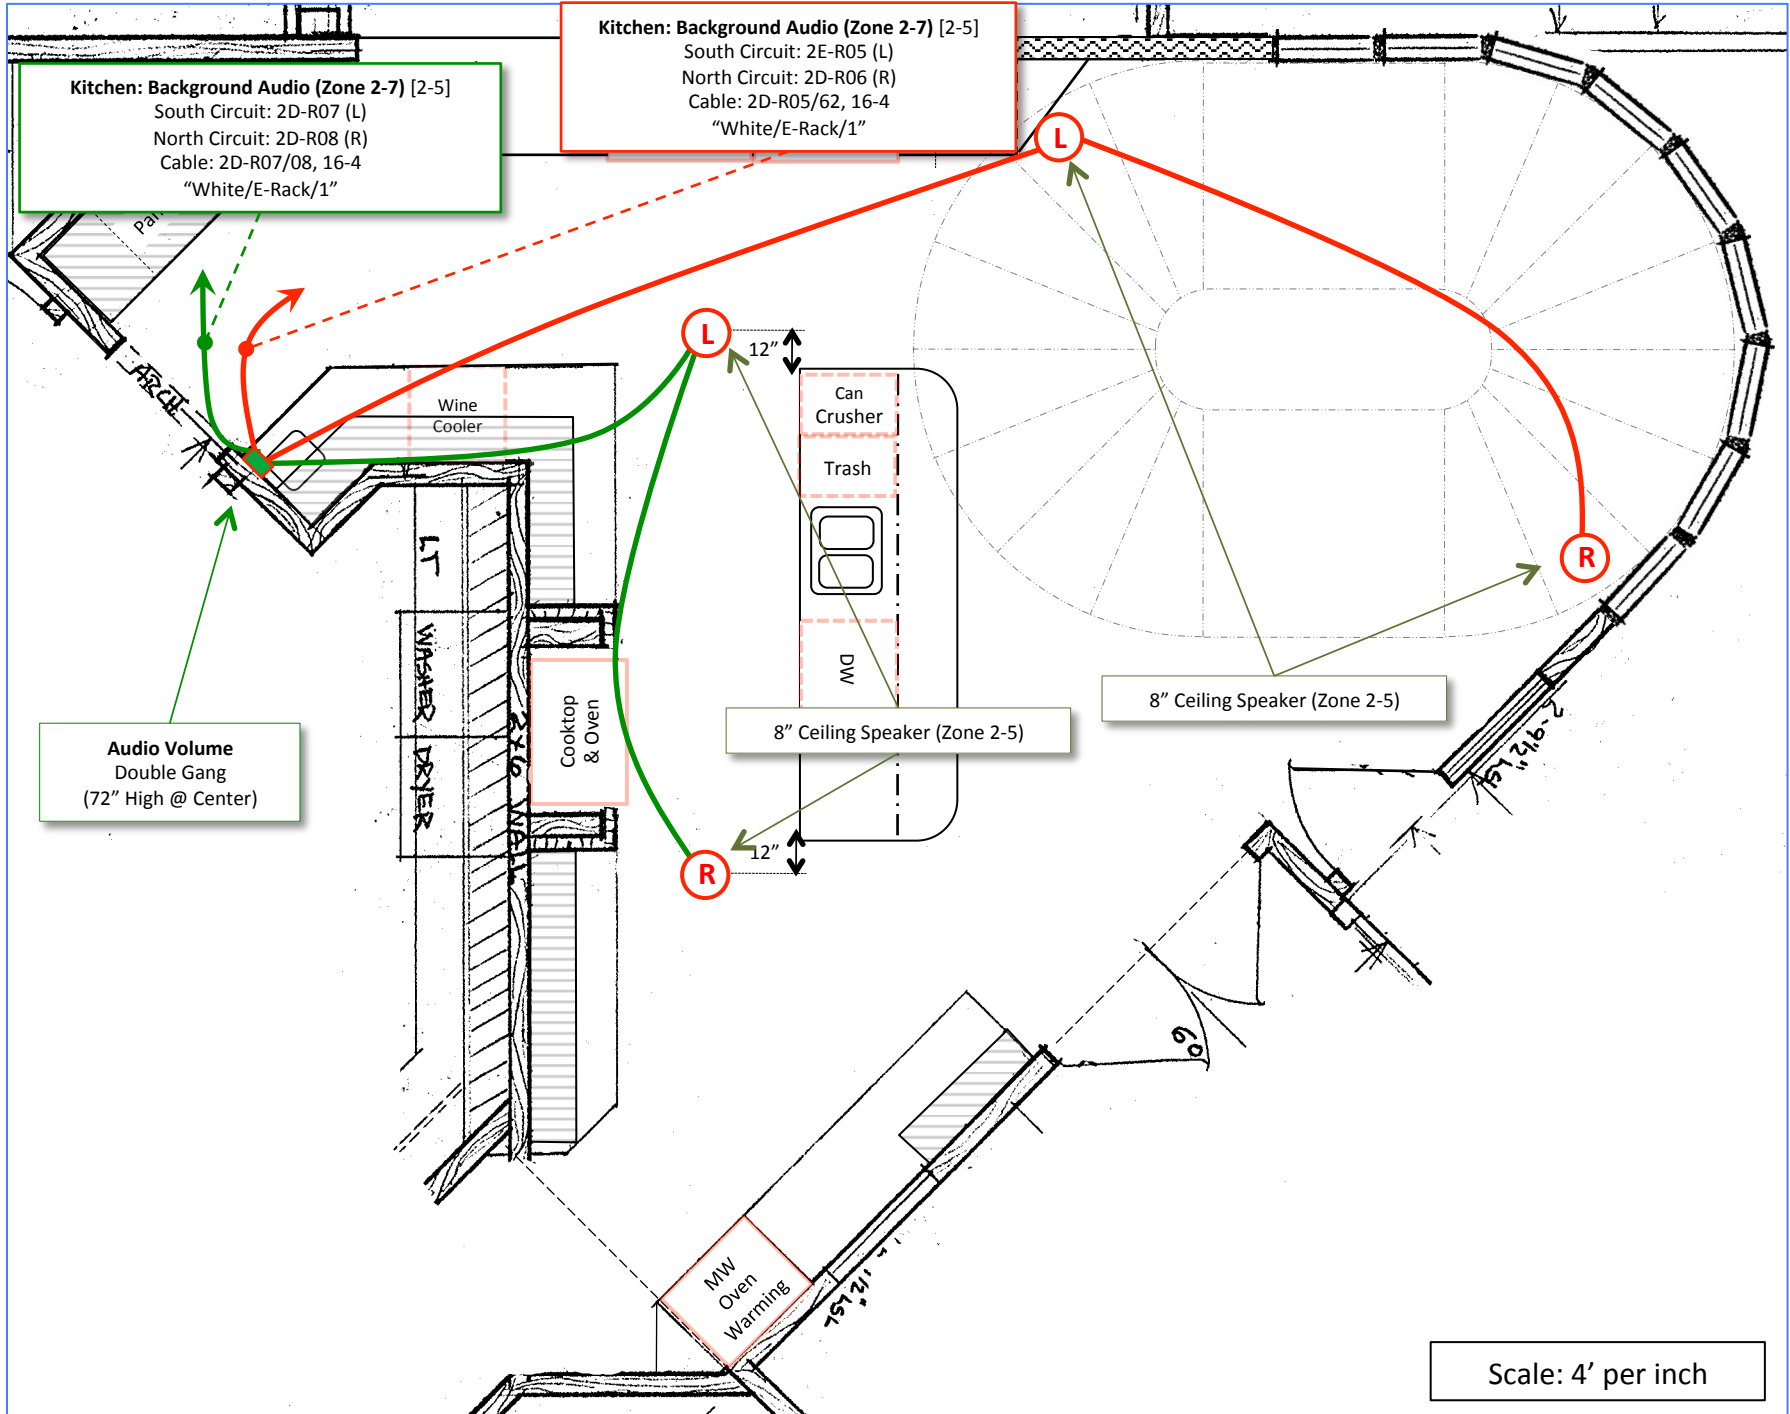 Kitchen: Background Audio (Zone 2-7) [2-5]
South Circuit: 2E-R05 (L)
North Circuit: 2D-R06 (R)
Cable: 2D-R05/62, 16-4
“White/E-Rack/1”
Kitchen: Background Audio (Zone 2-7) [2-5]
South Circuit: 2D-R07 (L)
North Circuit: 2D-R08 (R)
Cable: 2D-R07/08, 16-4
“White/E-Rack/1”
L
L
12”
Wine
Cooler
Can
Crusher
Trash
R
LT
WASHER
DRYER
2x6 WALL
DW
Cooktop
& Oven
8” Ceiling Speaker (Zone 2-5)
8” Ceiling Speaker (Zone 2-5)
Audio Volume
Double Gang
(72” High @ Center)
12”
R
60
MW
Oven
Warming
Scale: 4’ per inch